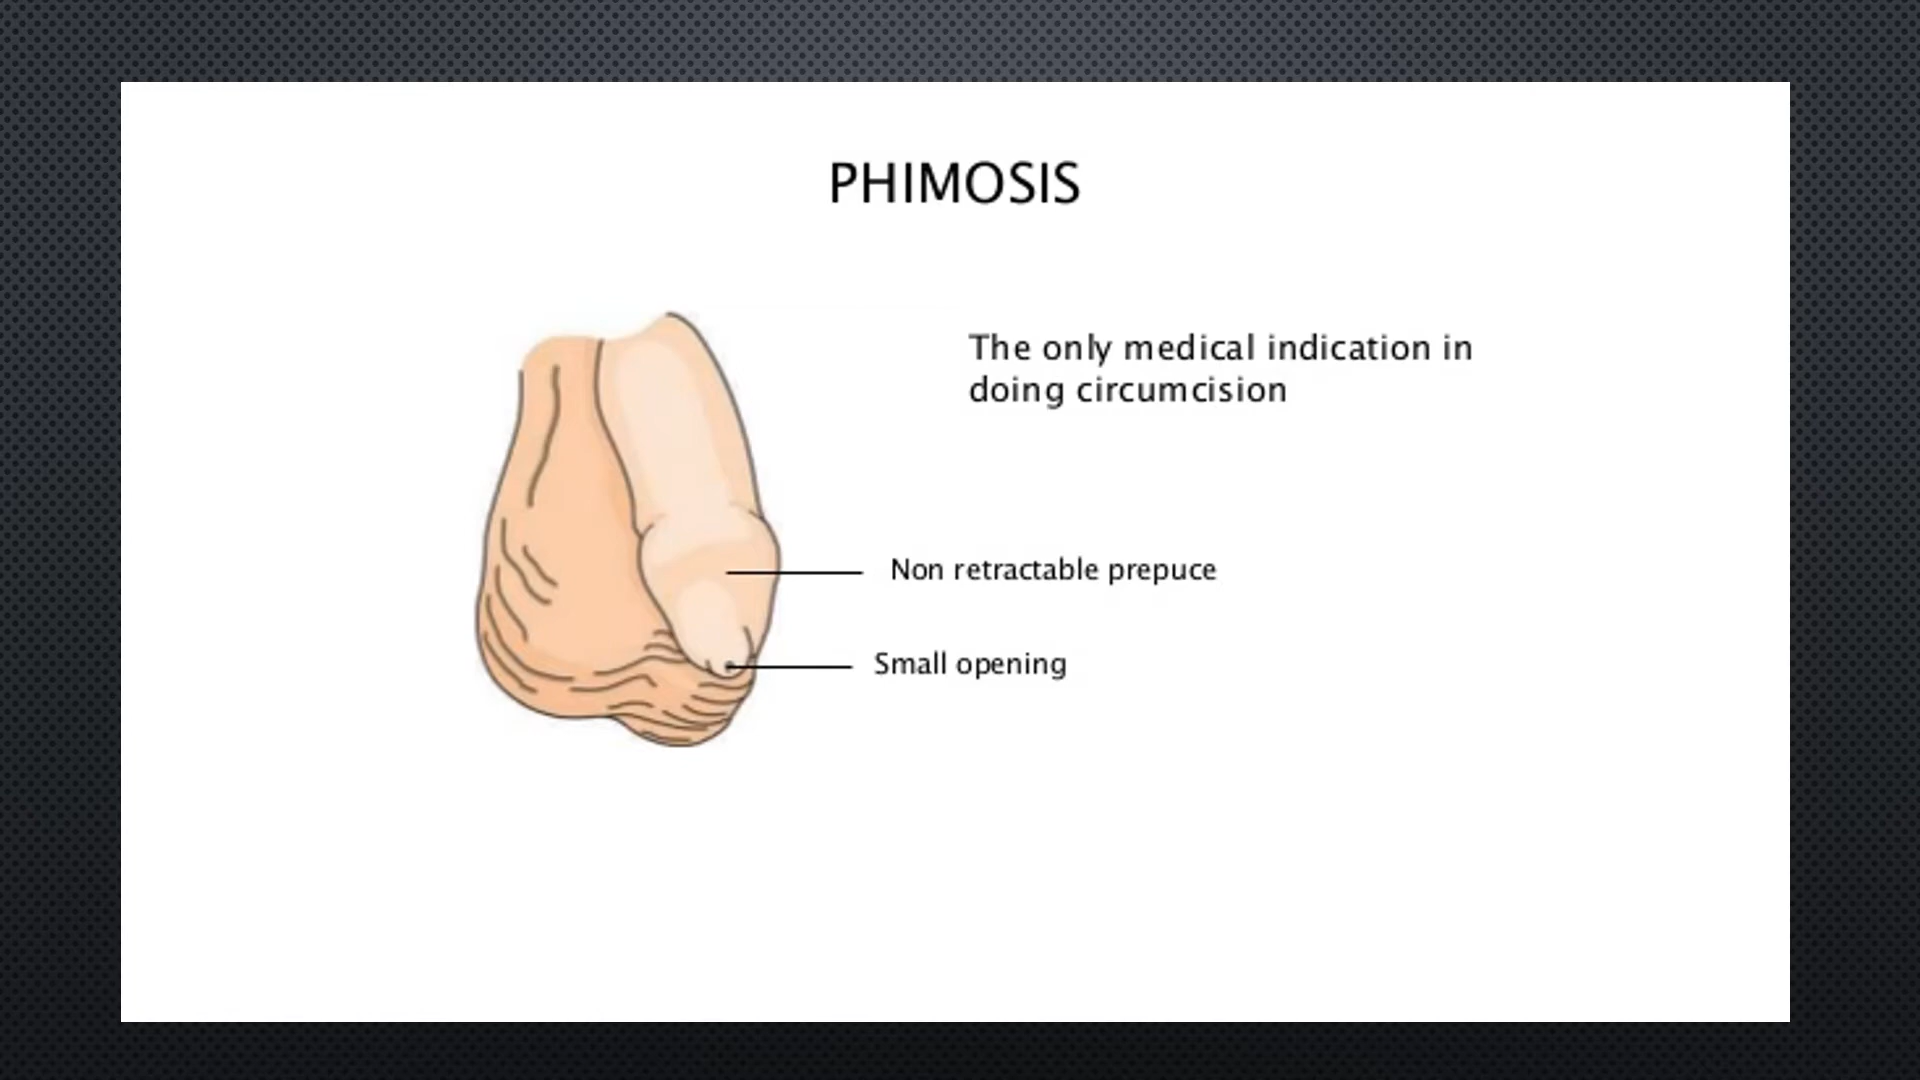 PHIMOSIS
The only medical indication in
doing circumcision
Non retractable prepuce
Small opening